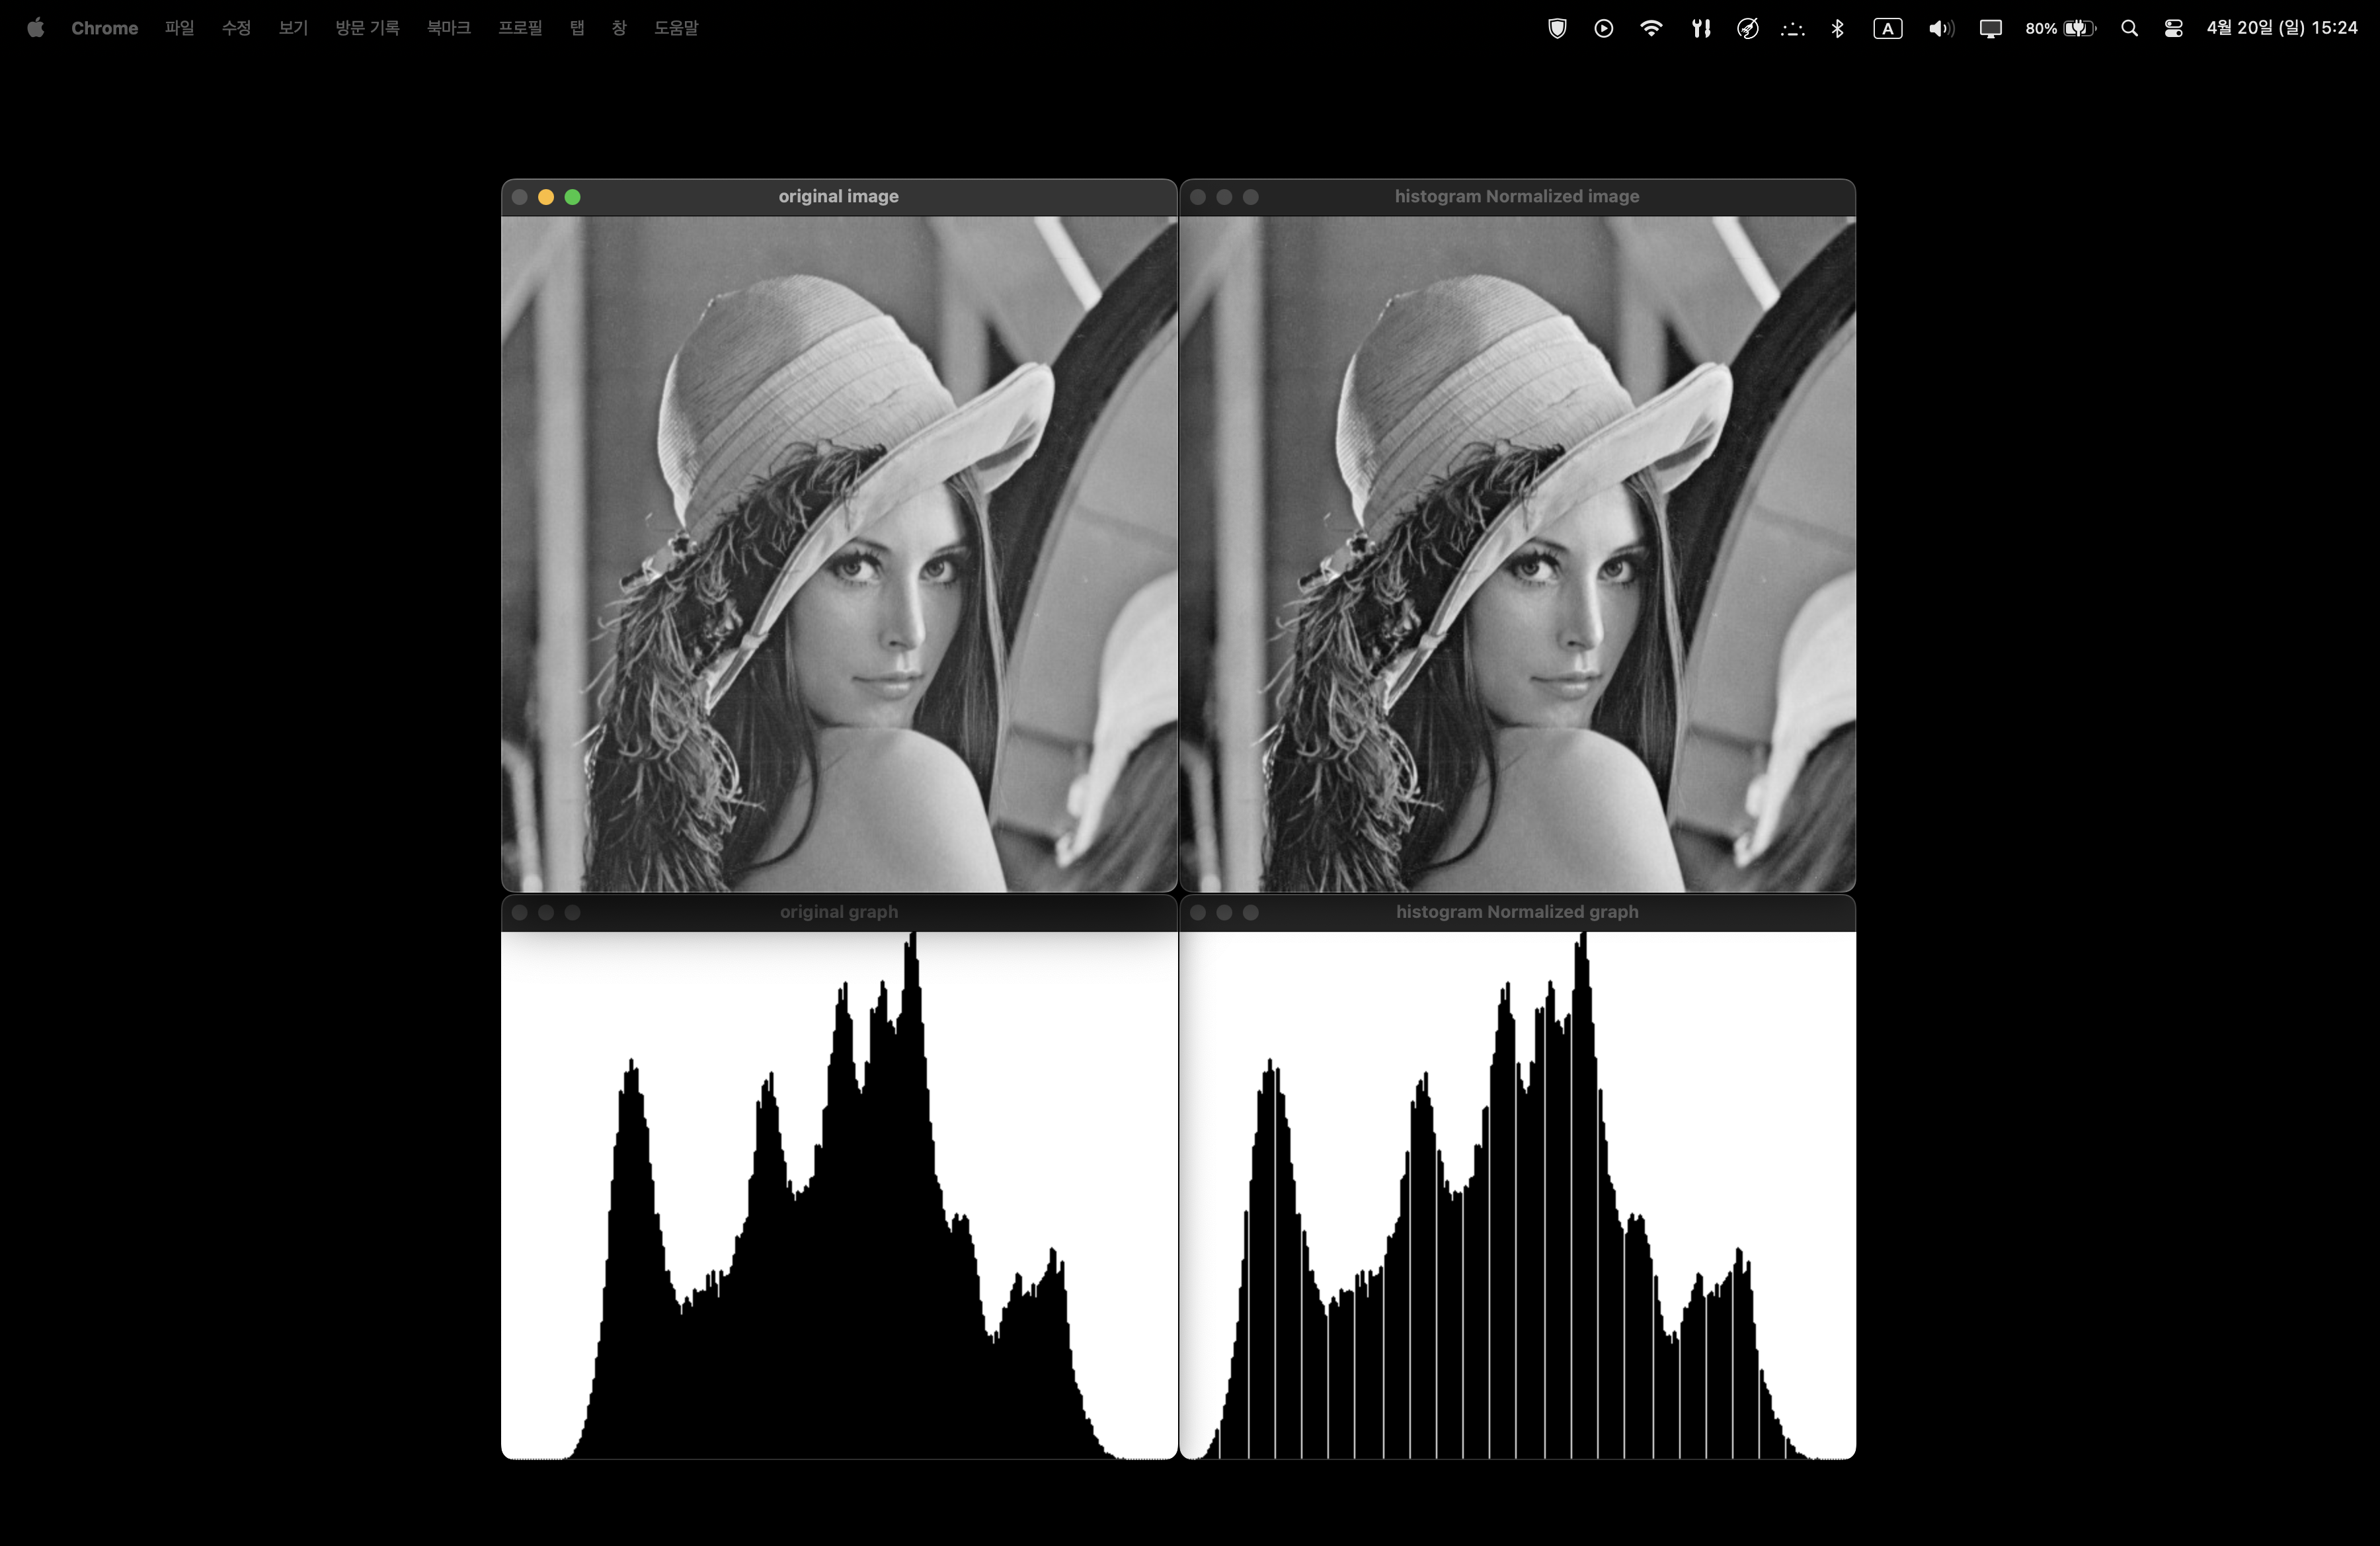 Chrome 파일 수정 보기 방문 기록 북마크 프로필 탭 창 도움말 A 80% 4월 20일 (일) 15:24
original image
histogram Normalized image
original graph
histogram Normalized graph